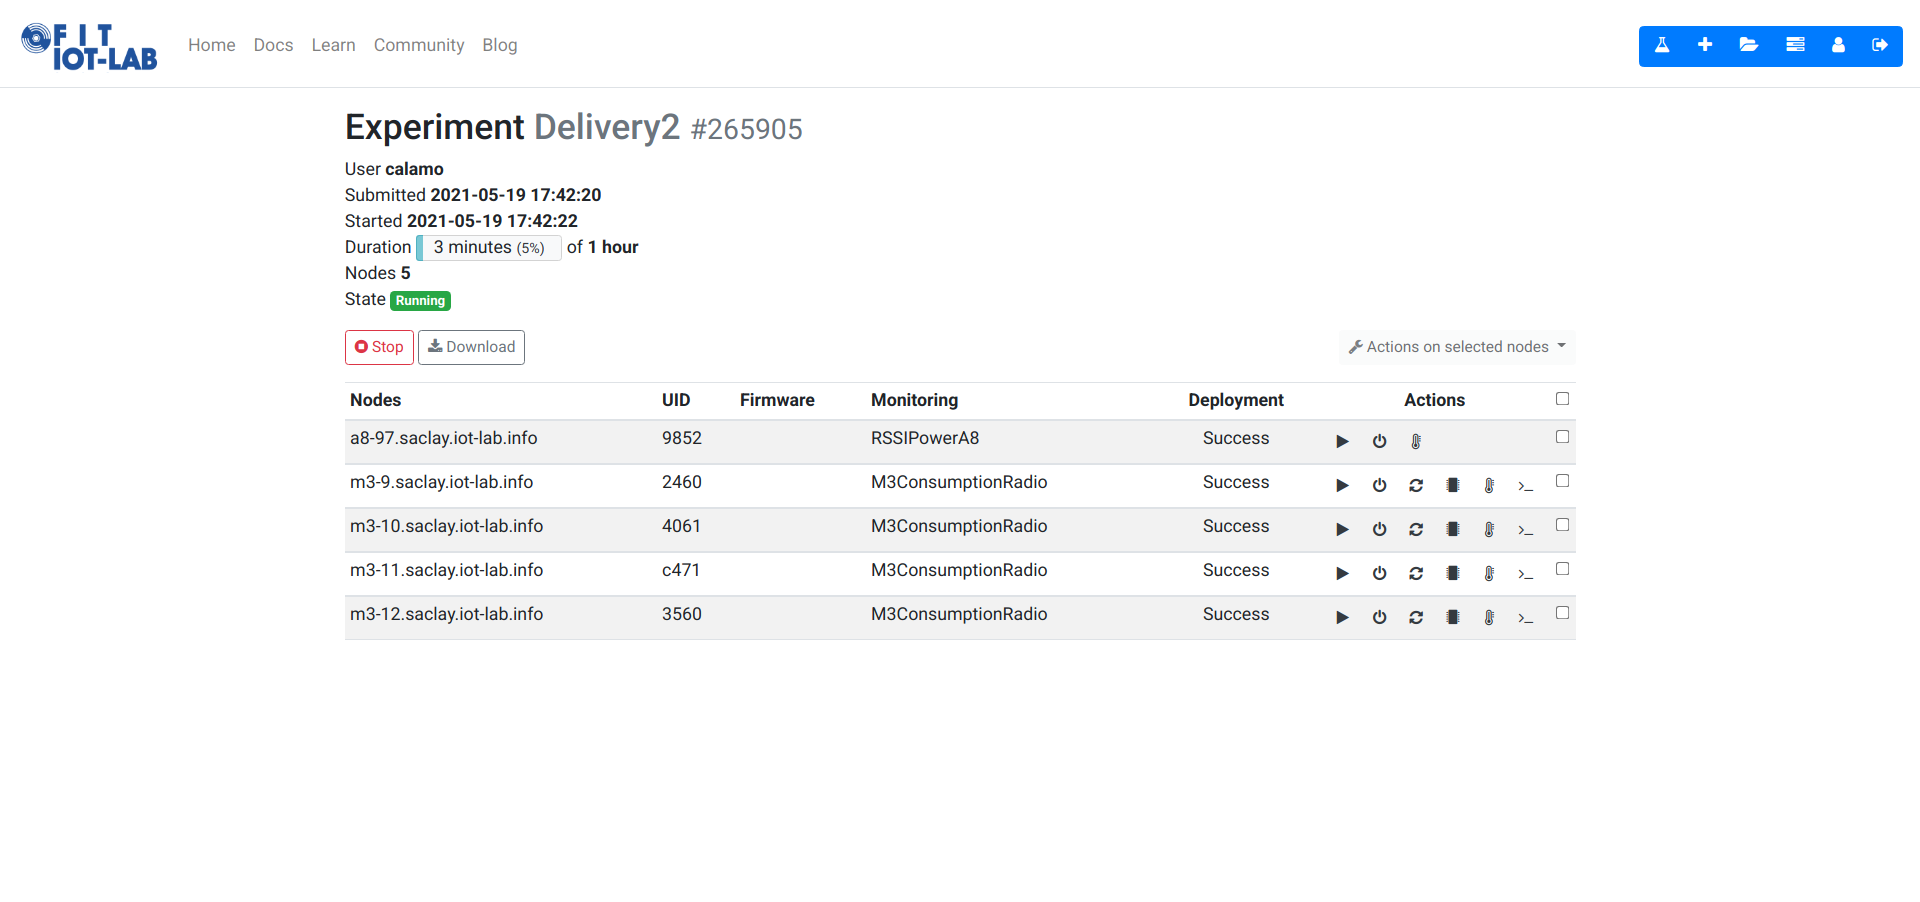 FIT
IOT-LAB
Home Docs Learn Community Blog
Experiment Delivery2 #265905
User calamo
Submitted 2021-05-19 17:42:20
Started 2021-05-19 17:42:22
Duration 3 minutes (5%) of 1 hour
Nodes 5
State Running
Stop Download Actions on selected nodes
Nodes UID Firmware Monitoring Deployment Actions
a8-97.saclay.iot-lab.info 9852 RSSIPowerA8 Success
m3-9.saclay.iot-lab.info 2460 M3ConsumptionRadio Success
m3-10.saclay.iot-lab.info 4061 M3ConsumptionRadio Success
m3-11.saclay.iot-lab.info c471 M3ConsumptionRadio Success
m3-12.saclay.iot-lab.info 3560 M3ConsumptionRadio Success